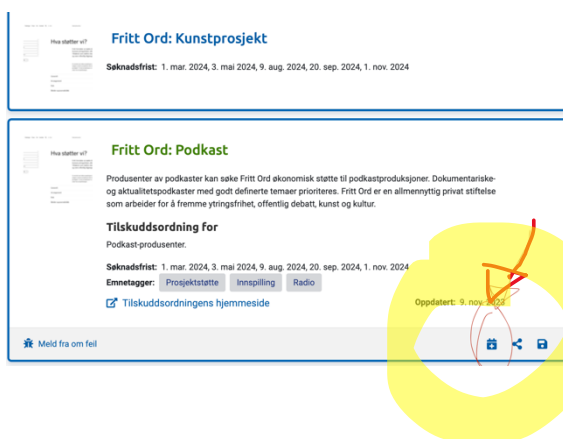 Hva støtter vi?
Fritt Ord: Kunstprosjekt
Søknadsfrist: 1. mar. 2024, 3. mai 2024, 9. aug. 2024, 20. sep. 2024, 1. nov. 2024
Hva støtter vi?
Fritt Ord: Podkast
Produsenter av podkaster kan søke Fritt Ord økonomisk støtte til podkastproduksjoner. Dokumentariske-
og aktualitetspodkaster med godt definerte temaer prioriteres. Fritt Ord er en allmennyttig privat stiftelse
som arbeider for å fremme ytringsfrihet, offentlig debatt, kunst og kultur.
Tilskuddsordning for
Podkast-produsenter.
Søknadsfrist: 1. mar. 2024, 3. mai 2024, 9. aug. 2024, 20. sep. 2024, 1. nov. 2024
Emnetagger: Prosjektstøtte Innspilling Radio
Tilskuddsordningens hjemmeside Oppdatert: 9. nov. 2023
Meld fra om feil